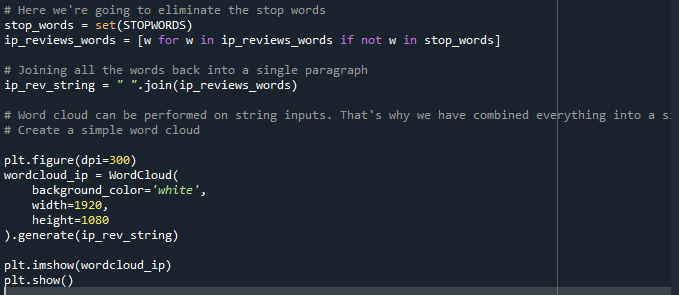 # Here we're going to eliminate the stop words
stop_words = set(STOPWORDS)
ip_reviews_words = [w for w in ip_reviews_words if not w in stop_words]
# Joining all the words back into a single paragraph
ip_rev_string = " ".join(ip_reviews_words)
# Word cloud can be performed on string inputs. That's why we have combined everything into a s
# Create a simple word cloud
plt.figure(dpi=300)
wordcloud_ip = WordCloud(
    background_color='white',
    width=1920,
    height=1080
).generate(ip_rev_string)
plt.imshow(wordcloud_ip)
plt.show()